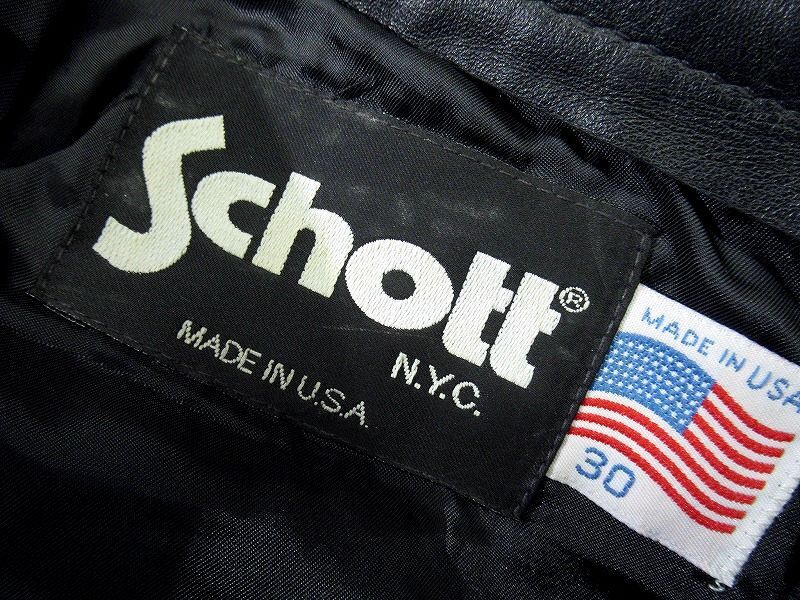 Schott®
N.Y.C.
MADE IN U.S.A.
MADE IN USA
30